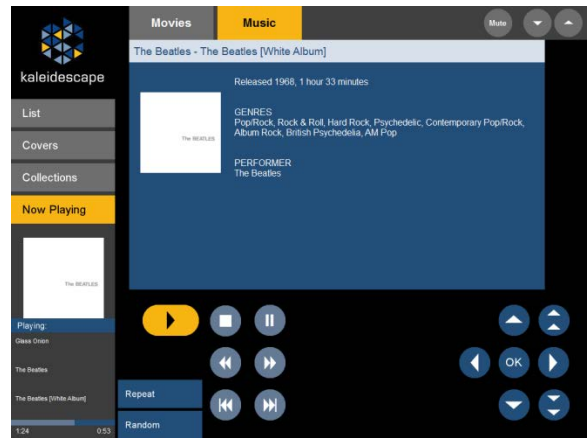 kaleidescape
Movies
Music
Mute
The Beatles - The Beatles [White Album]
List
Covers
Collections
Now Playing
Released 1968, 1 hour 33 minutes
GENRES
Pop/Rock, Rock & Roll, Hard Rock, Psychedelic, Contemporary Pop/Rock,
Album Rock, British Psychedelia, AM Pop
PERFORMER
The Beatles
The BEATLES
The BEATLES
Playing:
Glass Onion
The Beatles
The Beatles [White Album]
1:24
0:53
Repeat
Random
OK